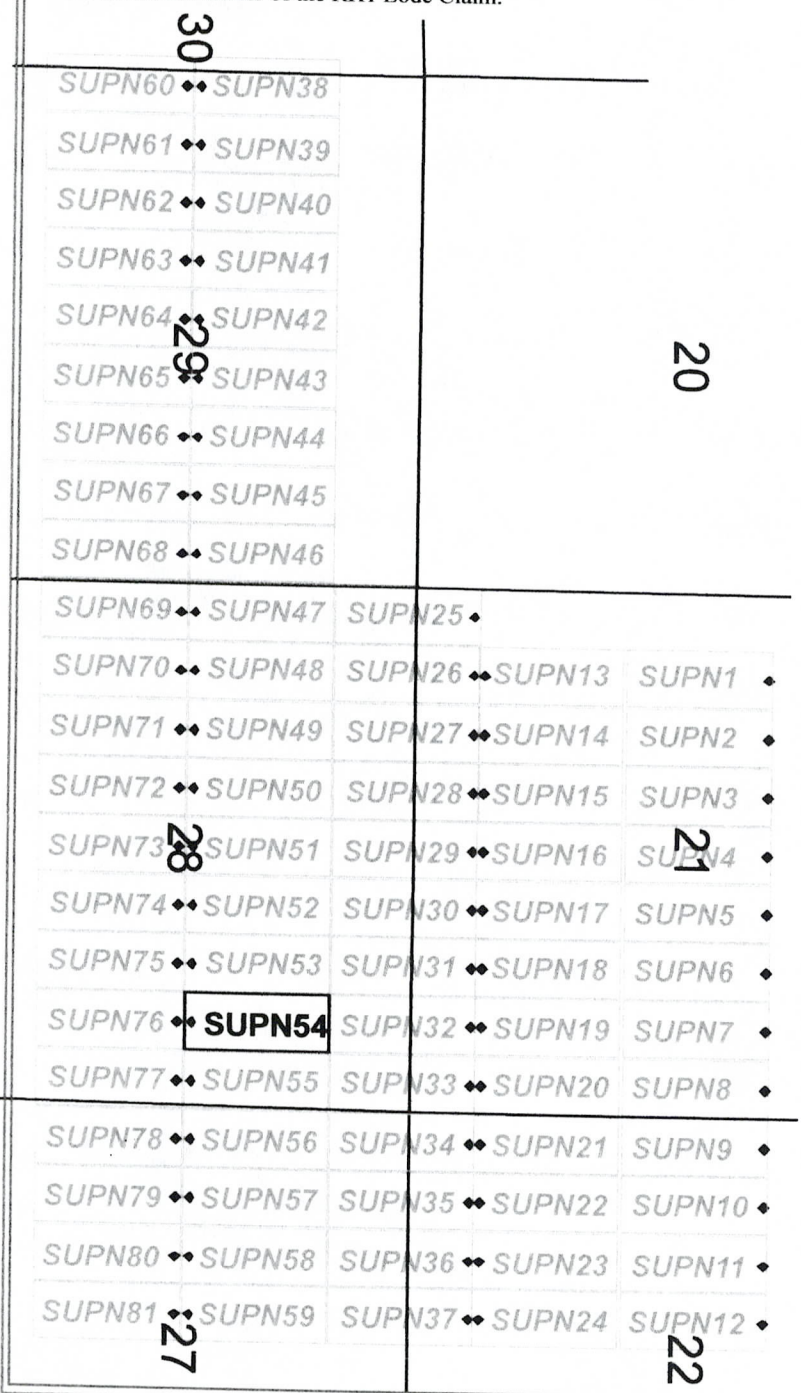 30
SUPN60 SUPN38
SUPN61 SUPN39
SUPN62 SUPN40
SUPN63 SUPN41
SUPN64 SUPN42
29
20
SUPN65 SUPN43
SUPN66 SUPN44
SUPN67 SUPN45
SUPN68 SUPN46
SUPN69 SUPN47 SUPN25
SUPN70 SUPN48 SUPN26 SUPN13 SUPN1
SUPN71 SUPN49 SUPN27 SUPN14 SUPN2
SUPN72 SUPN50 SUPN28 SUPN15 SUPN3
SUPN73 SUPN51 SUPN29 SUPN16 SUPN4
28
21
SUPN74 SUPN52 SUPN30 SUPN17 SUPN5
SUPN75 SUPN53 SUPN31 SUPN18 SUPN6
SUPN76 SUPN54 SUPN32 SUPN19 SUPN7
SUPN77 SUPN55 SUPN33 SUPN20 SUPN8
SUPN78 SUPN56 SUPN34 SUPN21 SUPN9
SUPN79 SUPN57 SUPN35 SUPN22 SUPN10
SUPN80 SUPN58 SUPN36 SUPN23 SUPN11
SUPN81 SUPN59 SUPN37 SUPN24 SUPN12
27
22